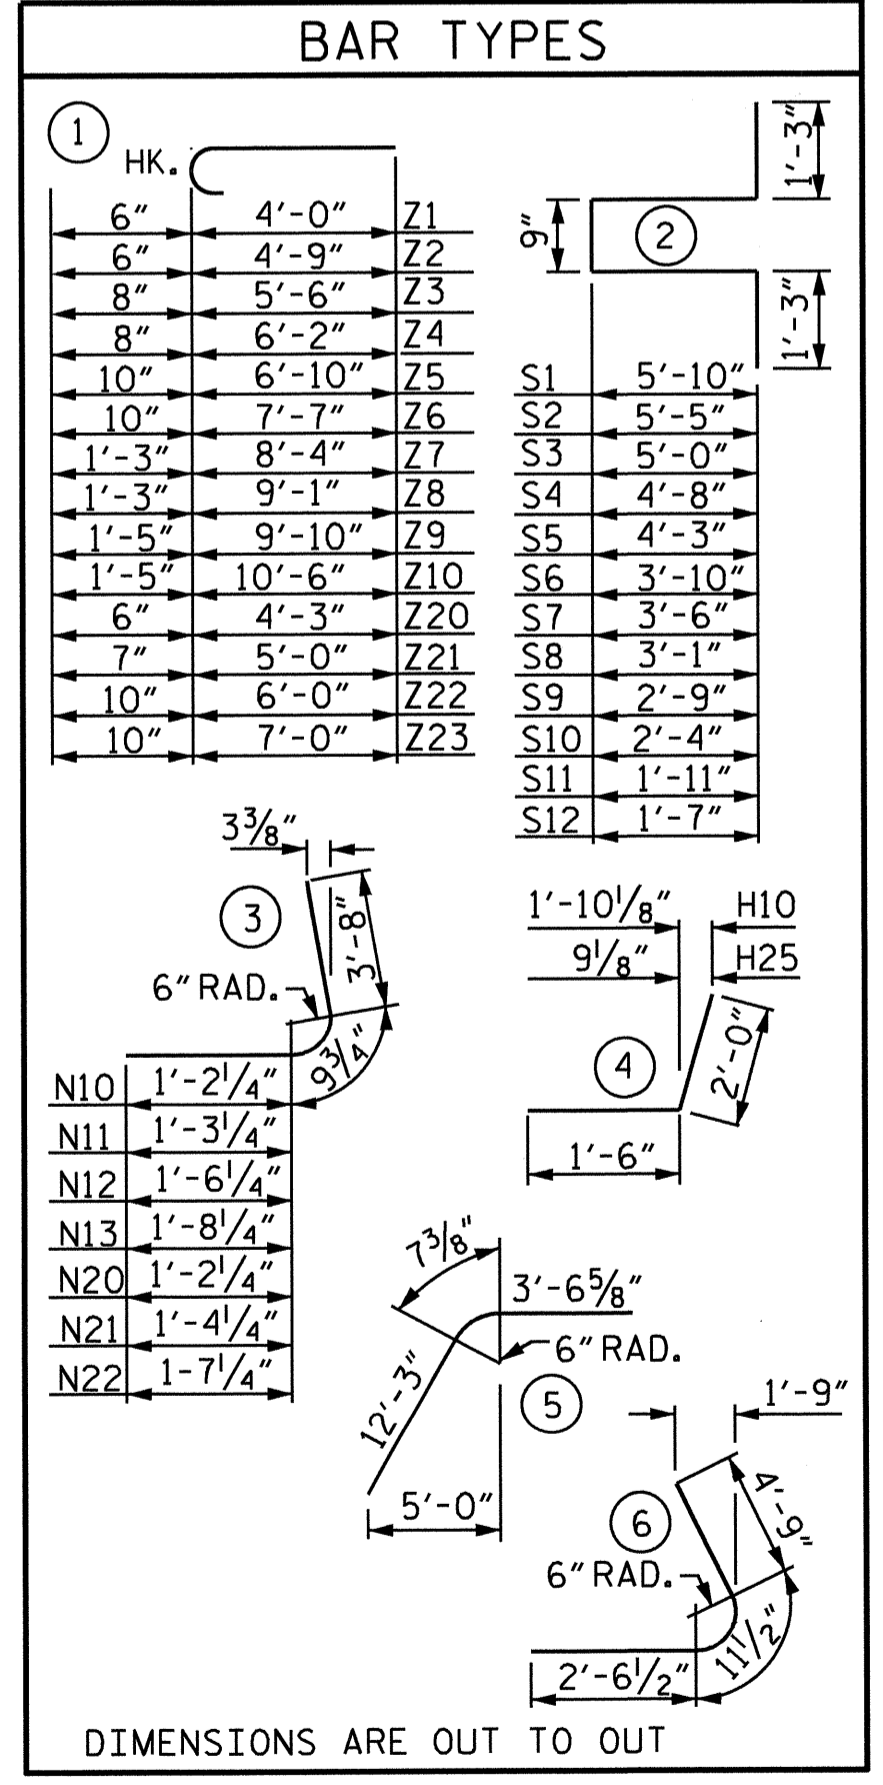 BAR TYPES
1
HK.
6" 4'-0" Z1
6" 4'-9" Z2
8" 5'-6" Z3
8" 6'-2" Z4
10" 6'-10" Z5
10" 7'-7" Z6
1'-3" 8'-4" Z7
1'-3" 9'-1" Z8
1'-5" 9'-10" Z9
1'-5" 10'-6" Z10
6" 4'-3" Z20
7" 5'-0" Z21
10" 6'-0" Z22
10" 7'-0" Z23
1'-3"
9"
2
1'-3"
S1 5'-10"
S2 5'-5"
S3 5'-0"
S4 4'-8"
S5 4'-3"
S6 3'-10"
S7 3'-6"
S8 3'-1"
S9 2'-9"
S10 2'-4"
S11 1'-11"
S12 1'-7"
3 3/8"
3
3'-8"
6" RAD.
9 3/4"
N10 1'-2 1/4"
N11 1'-3 1/4"
N12 1'-6 1/4"
N13 1'-8 1/4"
N20 1'-2 1/4"
N21 1'-4 1/4"
N22 1-7 1/4"
1'-10 1/8" H10
9 1/8" H25
4
2'-0"
1'-6"
7 3/8"
3'-6 5/8"
6" RAD.
12'-3"
5
5'-0"
1'-9"
6
4'-9"
6" RAD.
11 1/2"
2'-6 1/2"
DIMENSIONS ARE OUT TO OUT